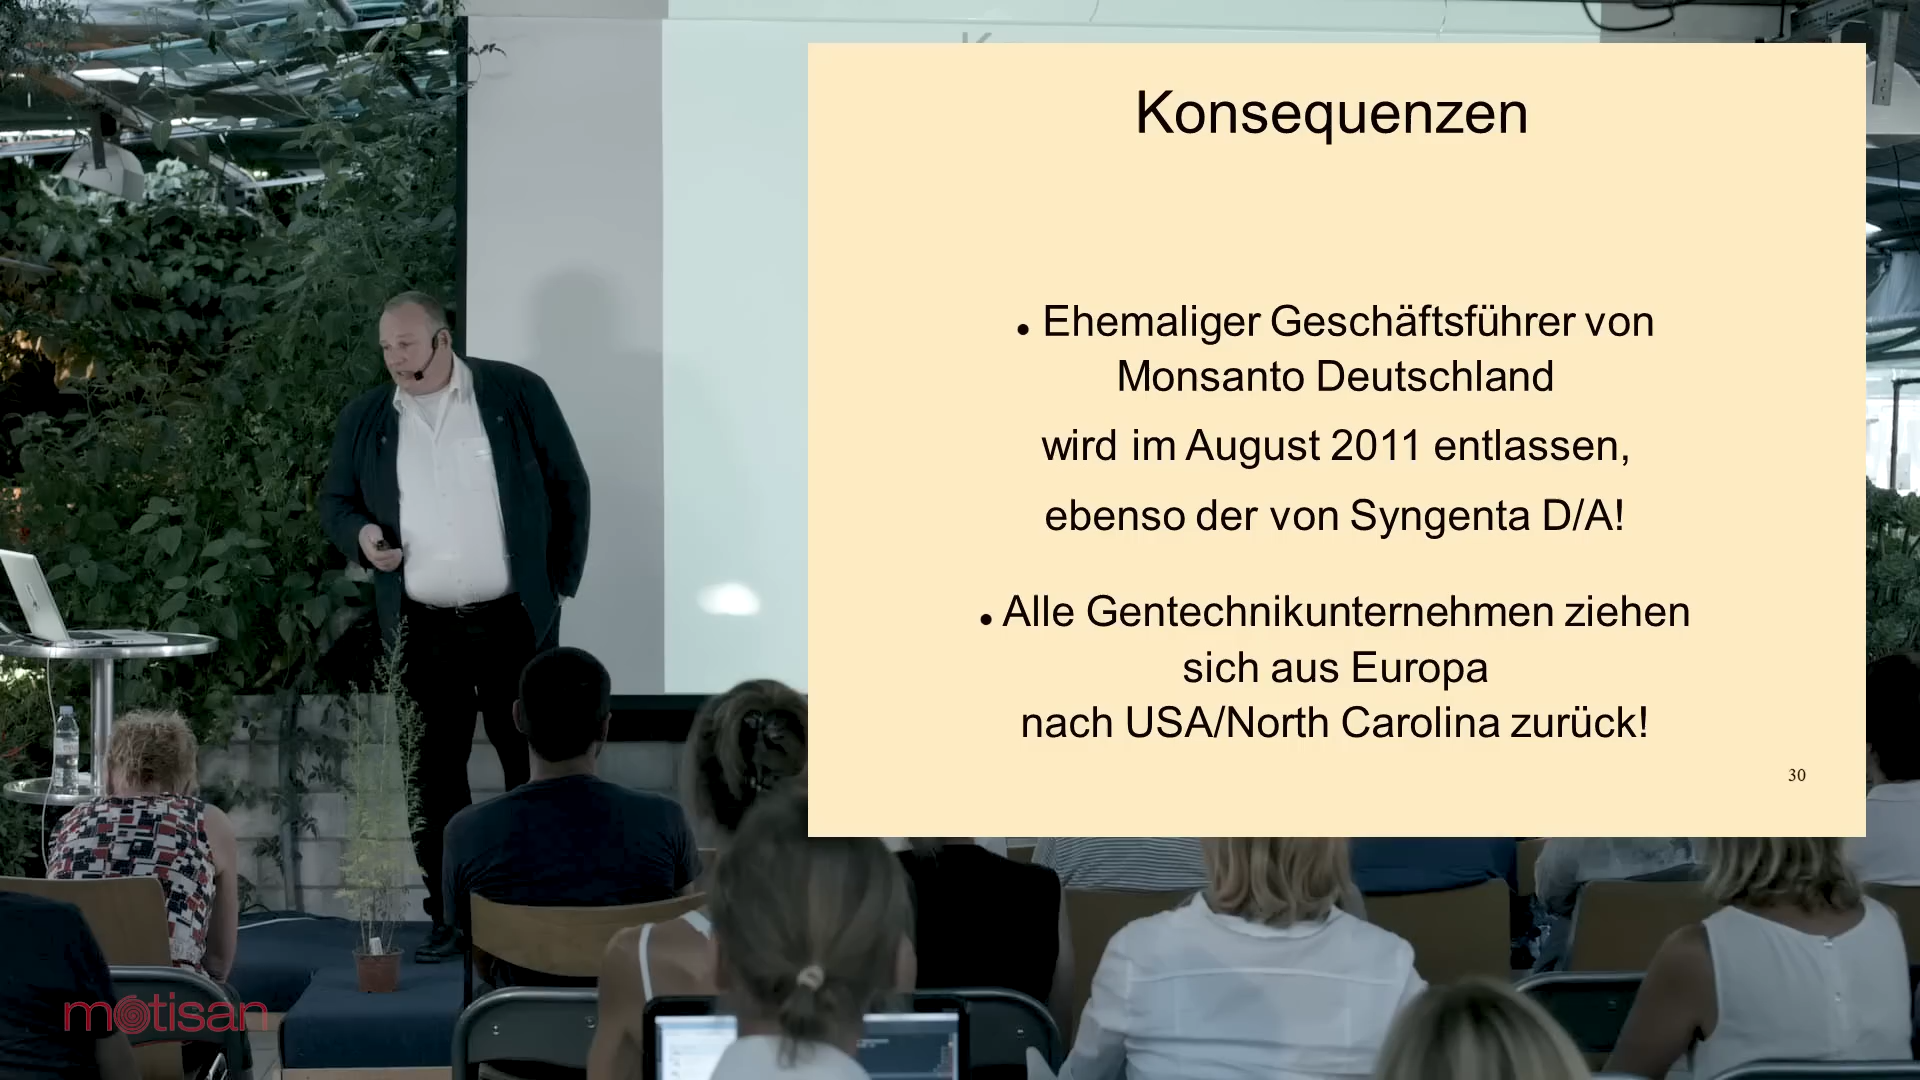 Konsequenzen
• Ehemaliger Geschäftsführer von
Monsanto Deutschland
wird im August 2011 entlassen,
ebenso der von Syngenta D/A!
• Alle Gentechnikunternehmen ziehen
sich aus Europa
nach USA/North Carolina zurück!
30
motisan